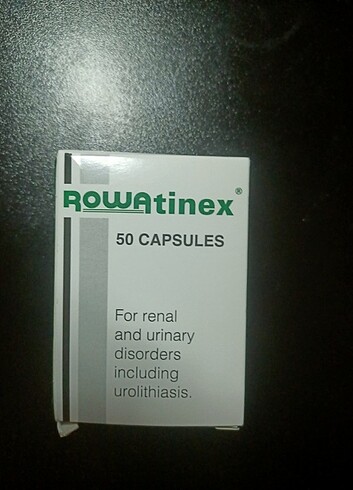 ROWAtinex®
50 CAPSULES
For renal
and urinary
disorders
including
urolithiasis.